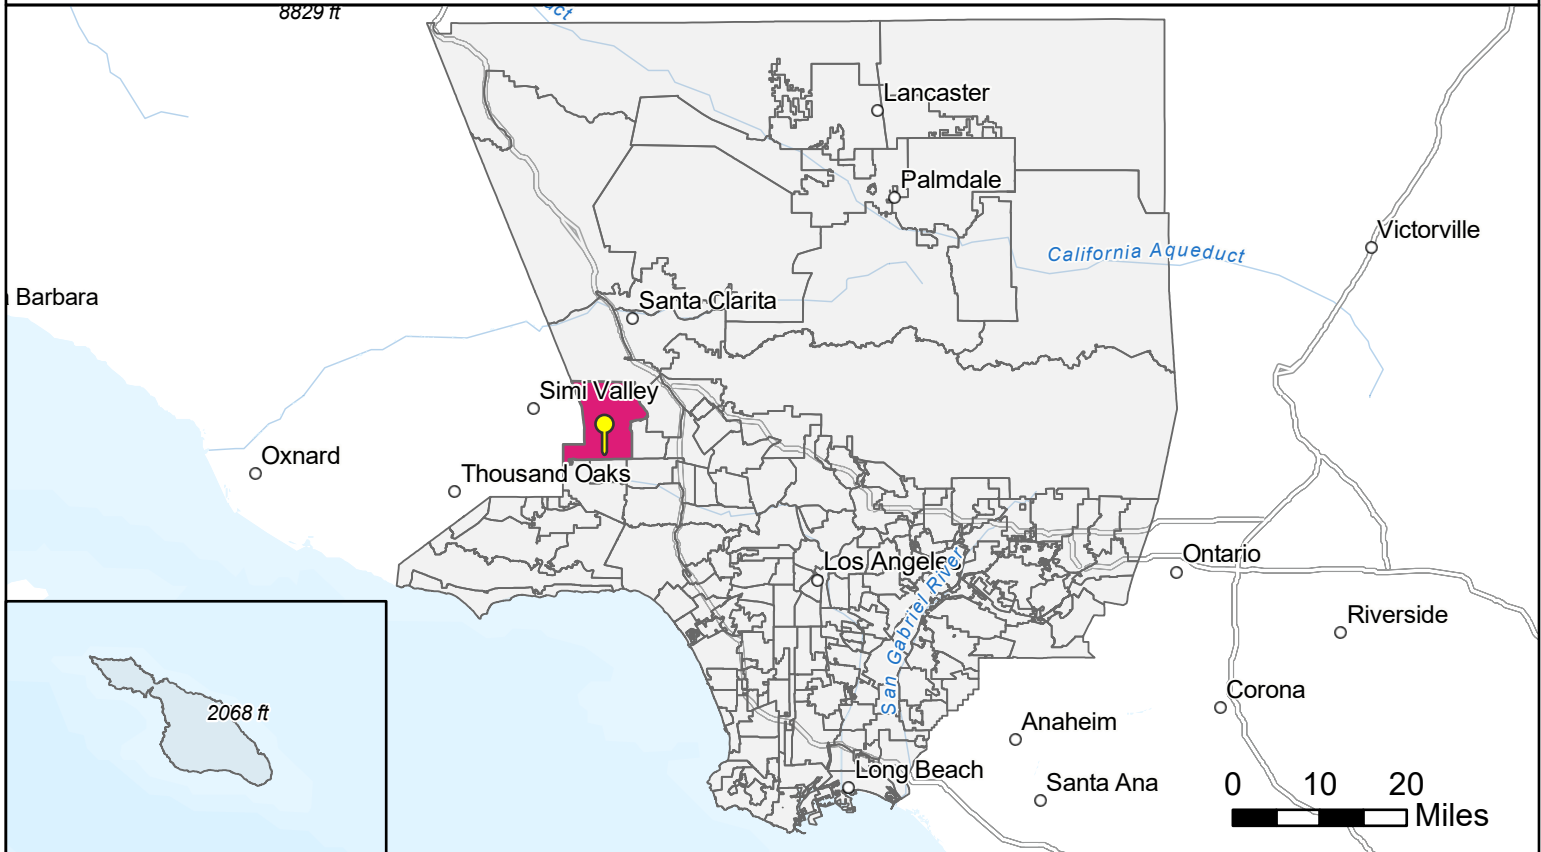 8829 ft
uct
Lancaster
Palmdale
Victorville
California Aqueduct
Barbara
Santa Clarita
Simi Valley
Oxnard
Thousand Oaks
Los Angeles
Ontario
San Gabriel River
Riverside
Corona
2068 ft
Anaheim
Long Beach
Santa Ana
0 10 20
Miles